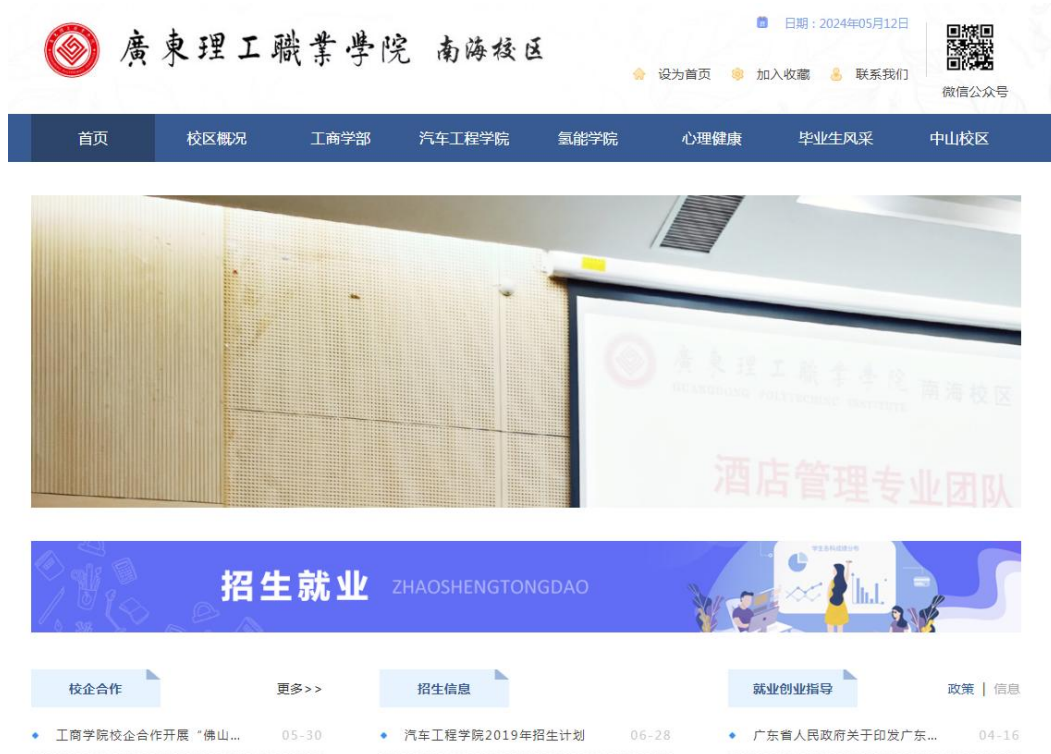 廣東理工職業學院 南海校区
日期：2024年05月12日
设为首页 加入收藏 联系我们
微信公众号
首页 校区概况 工商学部 汽车工程学院 氢能学院 心理健康 毕业生风采 中山校区
廣東理工職業學院 南海校区
GUANGDONG POLYTECHNIC INSTITUTE
酒店管理专业团队
招生就业 ZHAOSHENGTONGDAO
校企合作 更多>>
招生信息
就业创业指导 政策 | 信息
工商学院校企合作开展“佛山... 05-30
汽车工程学院2019年招生计划 06-28
广东省人民政府关于印发广东... 04-16